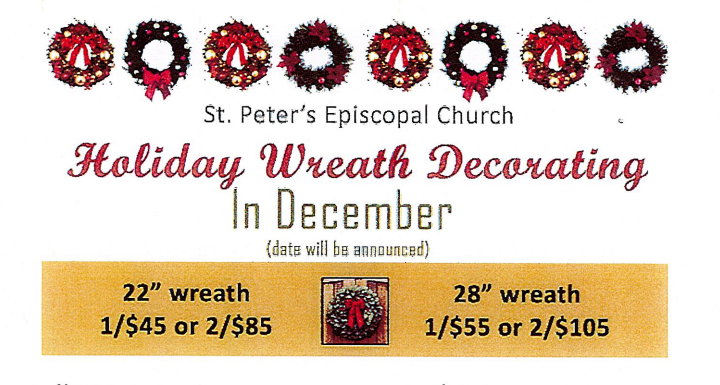 St. Peter's Episcopal Church
Holiday Wreath Decorating
In December
(date will be announced)
22" wreath
1/$45 or 2/$85
28" wreath
1/$55 or 2/$105